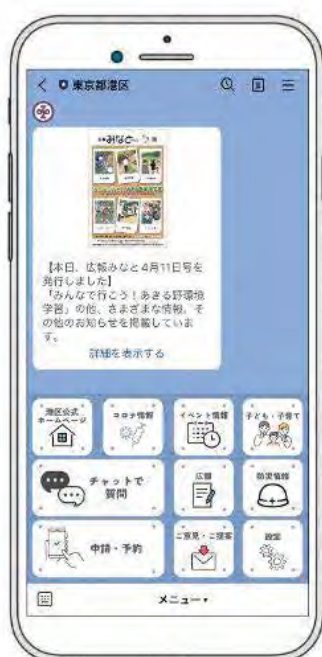 東京都港区
みなと
【本日、広報みなと4月11日号を
発行しました】
「みんなで行こう!あきる野環境
学習」の他、さまざまな情報、そ
の他のお知らせを掲載していま
す。
詳細を表示する
港区公式
ホームページ
コロナ情報
イベント情報
子ども・子育て
チャットで
質問
広報
防災情報
申請・予約
ご意見・ご提案
設定
メニュー▾